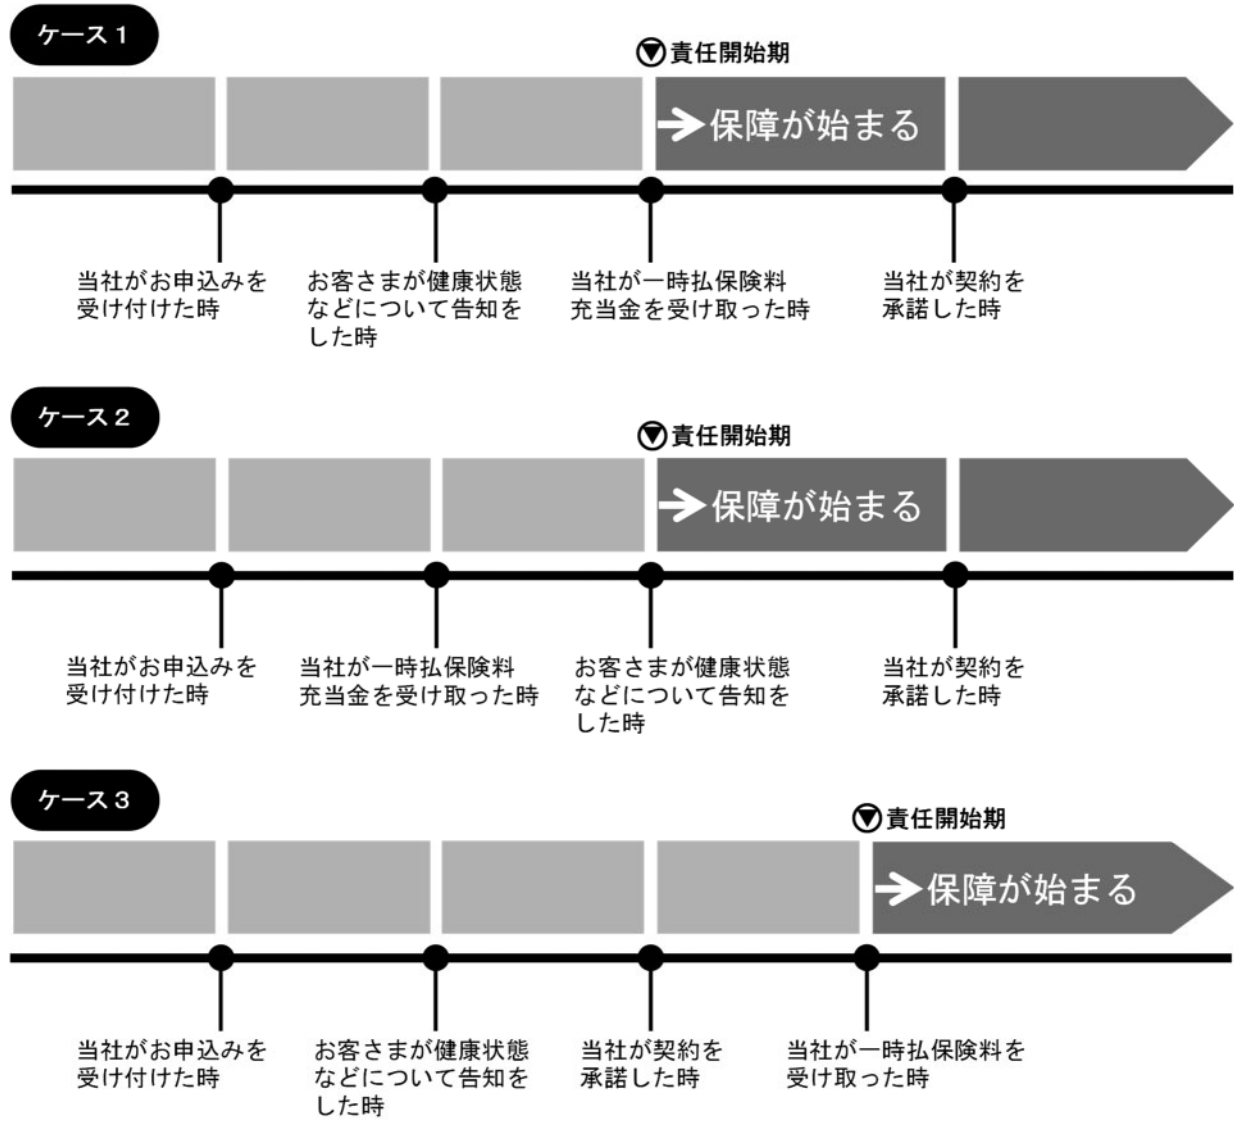 ケース1
責任開始期
保障が始まる
当社がお申込みを
受け付けた時
お客さまが健康状態
などについて告知を
した時
当社が一時払保険料
充当金を受け取った時
当社が契約を
承諾した時
ケース2
責任開始期
保障が始まる
当社がお申込みを
受け付けた時
当社が一時払保険料
充当金を受け取った時
お客さまが健康状態
などについて告知を
した時
当社が契約を
承諾した時
ケース3
責任開始期
保障が始まる
当社がお申込みを
受け付けた時
お客さまが健康状態
などについて告知を
した時
当社が契約を
承諾した時
当社が一時払保険料を
受け取った時